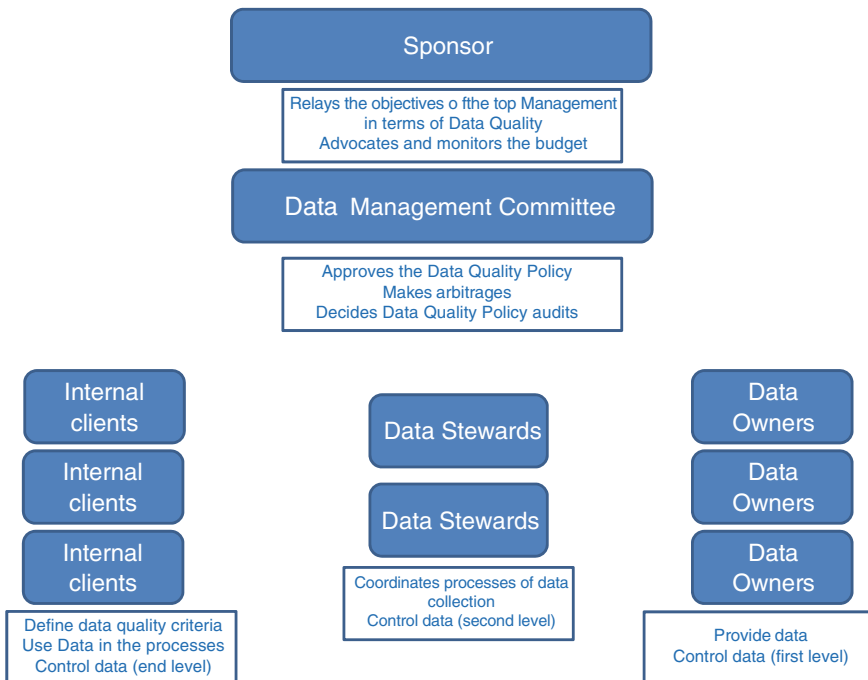 Sponsor
Relays the objectives o fthe top Management
in terms of Data Quality
Advocates and monitors the budget
Data Management Committee
Approves the Data Quality Policy
Makes arbitrages
Decides Data Quality Policy audits
Internal
clients
Internal
clients
Internal
clients
Define data quality criteria
Use Data in the processes
Control data (end level)
Data Stewards
Data Stewards
Coordinates processes of data
collection
Control data (second level)
Data
Owners
Data
Owners
Data
Owners
Provide data
Control data (first level)